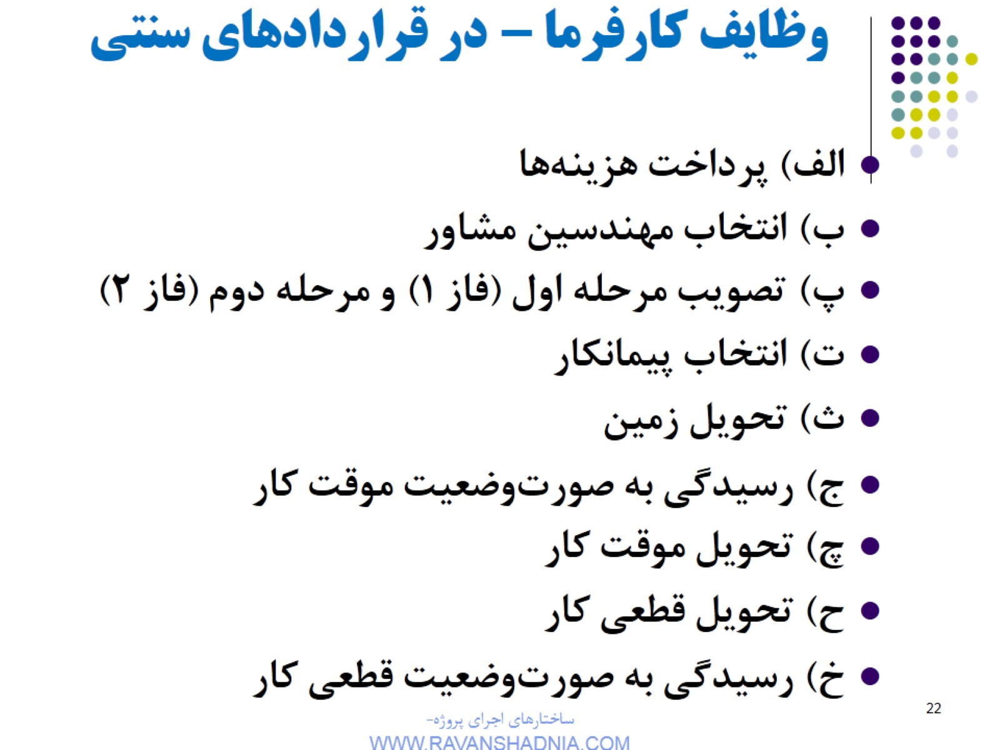 وظایف کارفرما – در قراردادهای سنتی
الف) پرداخت هزینه‌ها
ب) انتخاب مهندسین مشاور
پ) تصویب مرحله اول (فاز ۱) و مرحله دوم (فاز ۲)
ت) انتخاب پیمانکار
ث) تحویل زمین
ج) رسیدگی به صورت‌وضعیت موقت کار
چ) تحویل موقت کار
ح) تحویل قطعی کار
خ) رسیدگی به صورت‌وضعیت قطعی کار
22
ساختارهای اجرای پروژه-
WWW.RAVANSHADNIA.COM